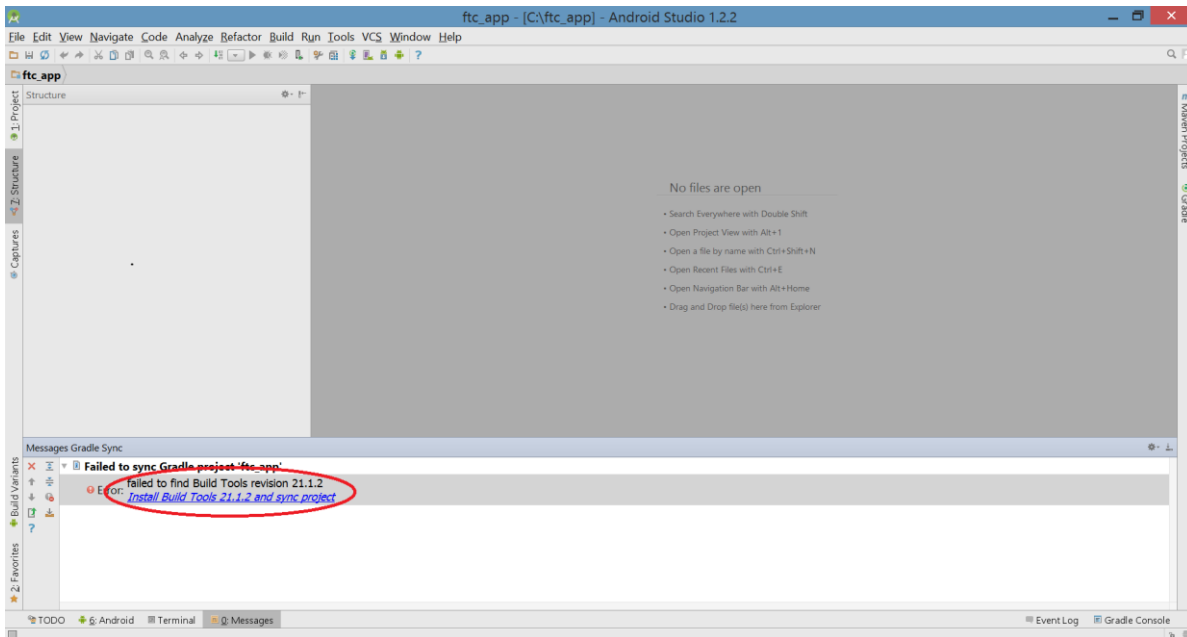 ftc_app - [C:\ftc_app] - Android Studio 1.2.2
File Edit View Navigate Code Analyze Refactor Build Run Tools VCS Window Help
ftc_app
1: Project
Z: Structure
Captures
Build Variants
2: Favorites
Structure
No files are open
• Search Everywhere with Double Shift
• Open Project View with Alt+1
• Open a file by name with Ctrl+Shift+N
• Open Recent Files with Ctrl+E
• Open Navigation Bar with Alt+Home
• Drag and Drop file(s) here from Explorer
Maven Projects
Gradle
Messages Gradle Sync
Failed to sync Gradle project 'ftc_app'
Error: failed to find Build Tools revision 21.1.2
Install Build Tools 21.1.2 and sync project
TODO 6: Android Terminal 0: Messages Event Log Gradle Console